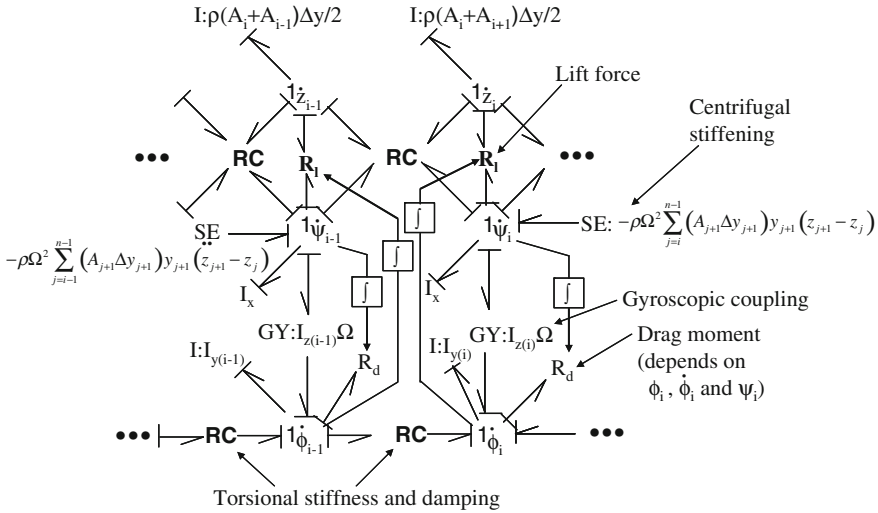 I:ρ(A_i+A_{i-1})Δy/2
I:ρ(A_i+A_{i+1})Δy/2
Lift force
1ż_{i-1}
1ż_i
Centrifugal
stiffening
••• RC R_l RC R_l •••
∫
SE
1ψ̇_{i-1}
1ψ̇_i
SE: -ρΩ² ∑_{j=i}^{n-1} (A_{j+1}Δy_{j+1}) y_{j+1} (z_{j+1} - z_j)
∫
-ρΩ² ∑_{j=i-1}^{n-1} (A_{j+1}Δy_{j+1}) y_{j+1} (z̈_{j+1} - z_j)
I_x
∫
I_x
∫
Gyroscopic coupling
GY:I_{z(i-1)}Ω
GY:I_{z(i)}Ω
Drag moment
(depends on
ϕ_i , ϕ̇_i and ψ_i)
I:I_{y(i-1)}
R_d
I:I_{y(i)}
R_d
••• RC 1ϕ̇_{i-1} RC 1ϕ̇_i •••
Torsional stiffness and damping